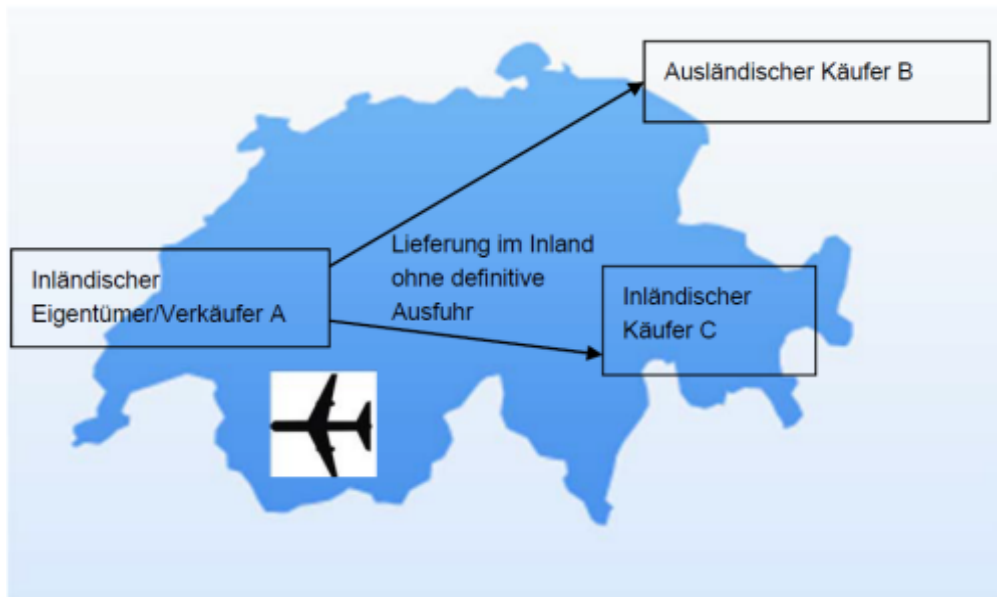 Ausländischer Käufer B
Lieferung im Inland
ohne definitive
Ausfuhr
Inländischer
Eigentümer/Verkäufer A
Inländischer
Käufer C